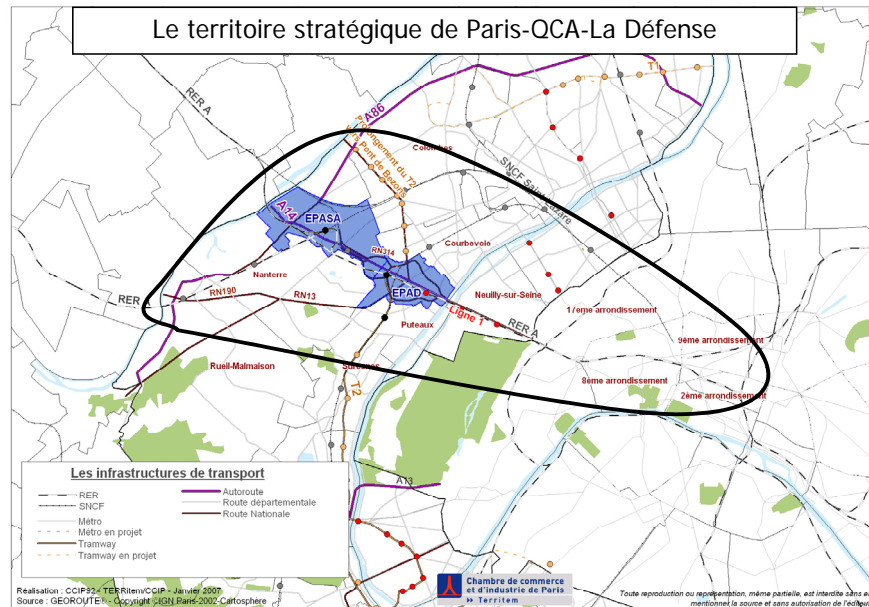 Le territoire stratégique de Paris-QCA-La Défense
RER A
A86
T1
Prolongement du T2
vers Pont de Bezons
Colombes
SNCF Saint Lazare
A14
EPASA
RN314
Courbevoie
Nanterre
RER
RN190
RN13
EPAD
Neuilly-sur-Seine
Ligne 1
RER A
Puteaux
17ème arrondissement
9ème arrondissement
Rueil-Malmaison
Suresnes
8ème arrondissement
T2
2ème arrondissement
A13
Les infrastructures de transport
RER
SNCF
Métro
Métro en projet
Tramway
Tramway en projet
Autoroute
Route départementale
Route Nationale
Réalisation : CCIP92 - TERRItem/CCIP - Janvier 2007
Source : GEOROUTE® - Copyright ©IGN Paris-2002-Cartosphère
Chambre de commerce
et d'industrie de Paris
Territem
Toute reproduction ou représentation, même partielle, est interdite sans
mentionner la source et sans autorisation de